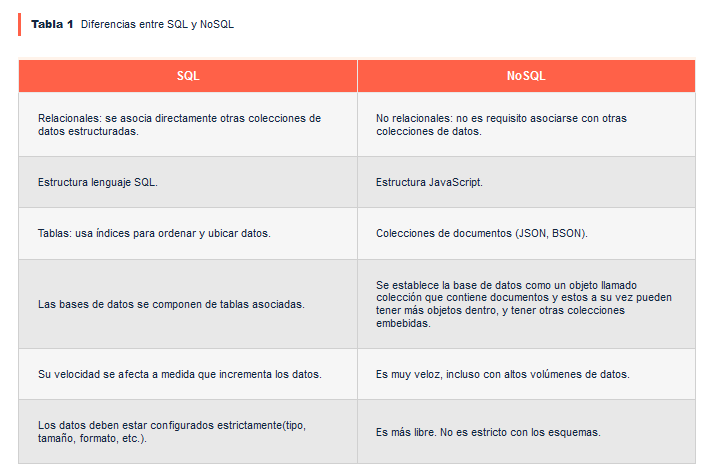 Tabla 1 Diferencias entre SQL y NoSQL
SQL
NoSQL
Relacionales: se asocia directamente otras colecciones de
datos estructuradas.
No relacionales: no es requisito asociarse con otras
colecciones de datos.
Estructura lenguaje SQL.
Estructura JavaScript.
Tablas: usa índices para ordenar y ubicar datos.
Colecciones de documentos (JSON, BSON).
Las bases de datos se componen de tablas asociadas.
Se establece la base de datos como un objeto llamado
colección que contiene documentos y estos a su vez pueden
tener más objetos dentro, y tener otras colecciones
embebidas.
Su velocidad se afecta a medida que incrementa los datos.
Es muy veloz, incluso con altos volúmenes de datos.
Los datos deben estar configurados estrictamente(tipo,
tamaño, formato, etc.).
Es más libre. No es estricto con los esquemas.